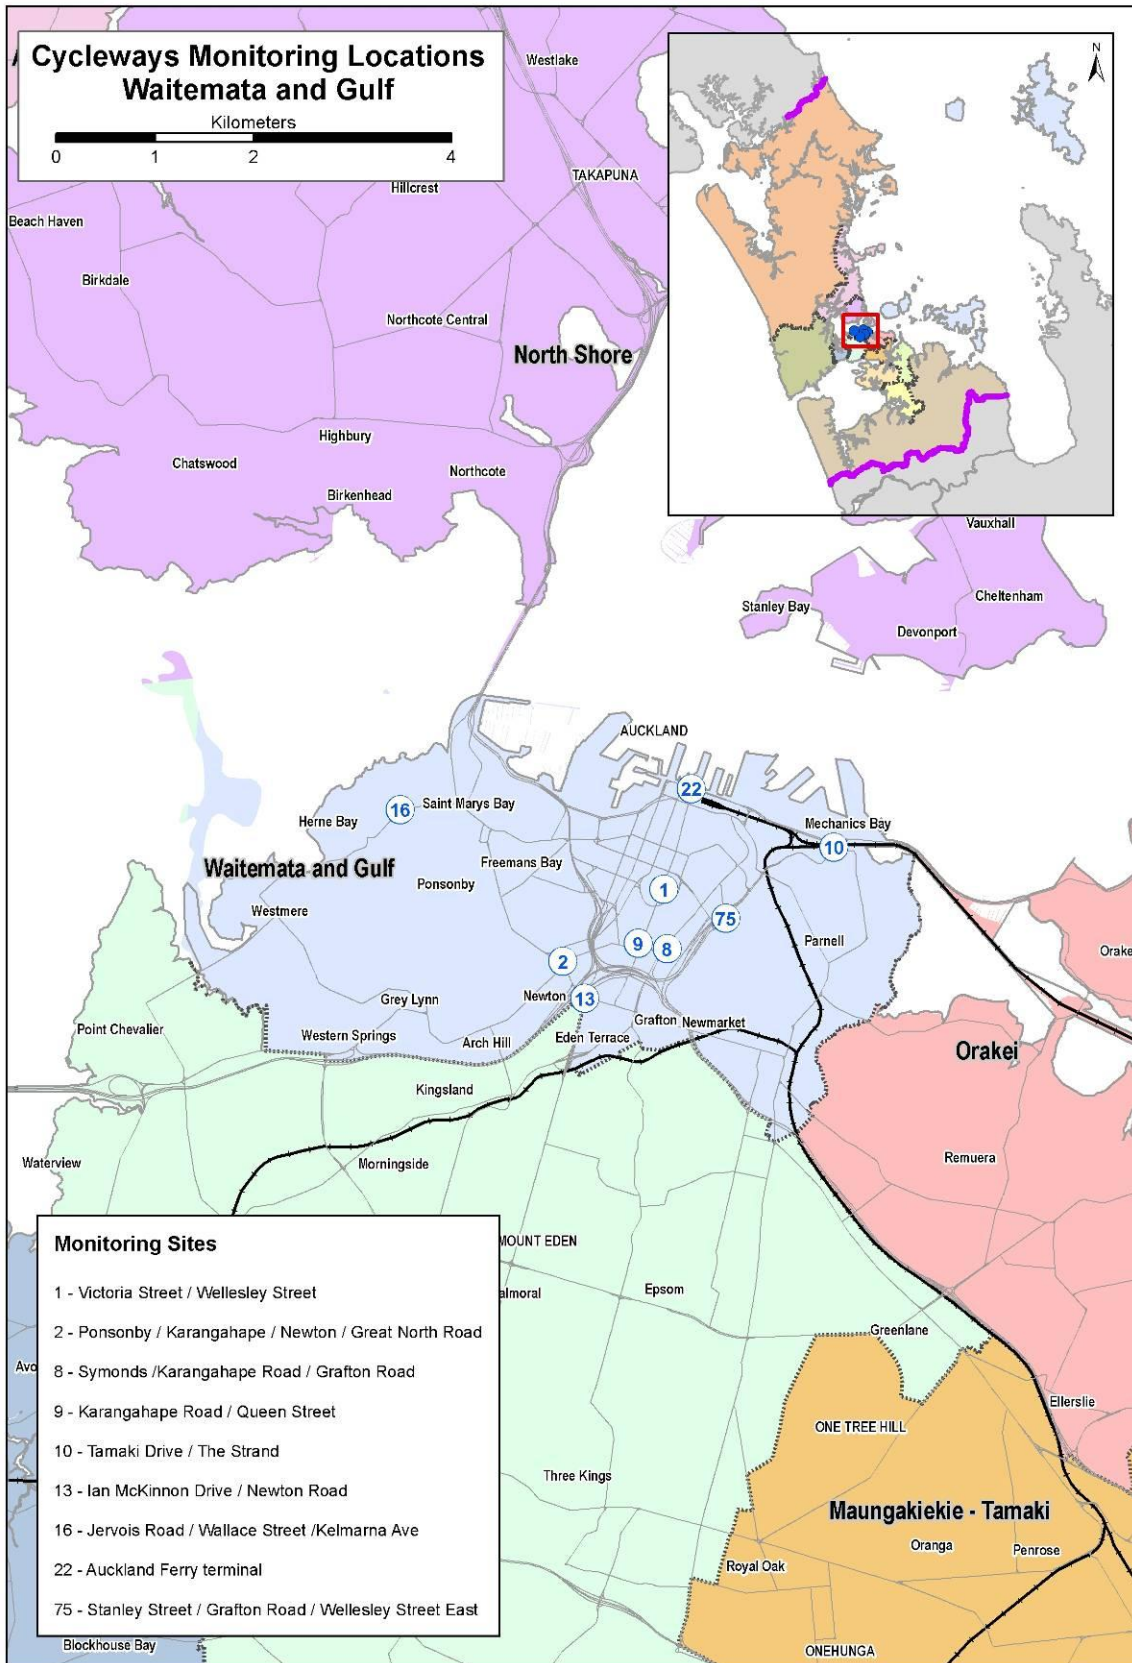 Cycleways Monitoring Locations
Waitemata and Gulf
Kilometers
0 1 2 4
N
Westlake
TAKAPUNA
Hillcrest
Beach Haven
Birkdale
Northcote Central
North Shore
Highbury
Chatswood
Northcote
Birkenhead
Vauxhall
Cheltenham
Stanley Bay
Devonport
AUCKLAND
22
16
Saint Marys Bay
Herne Bay
Mechanics Bay
10
Freemans Bay
Waitemata and Gulf
Ponsonby
1
Westmere
75
Parnell
9
8
2
Orake
Newton
13
Grey Lynn
Grafton
Newmarket
Point Chevalier
Western Springs
Arch Hill
Eden Terrace
Orakei
Kingsland
Waterview
Morningside
Remuera
MOUNT EDEN
almoral
Epsom
Greenlane
Avo
Ellerslie
ONE TREE HILL
Three Kings
Maungakiekie - Tamaki
Oranga
Penrose
Royal Oak
Blockhouse Bay
ONEHUNGA
Monitoring Sites
1 - Victoria Street / Wellesley Street
2 - Ponsonby / Karangahape / Newton / Great North Road
8 - Symonds /Karangahape Road / Grafton Road
9 - Karangahape Road / Queen Street
10 - Tamaki Drive / The Strand
13 - Ian McKinnon Drive / Newton Road
16 - Jervois Road / Wallace Street /Kelmarna Ave
22 - Auckland Ferry terminal
75 - Stanley Street / Grafton Road / Wellesley Street East